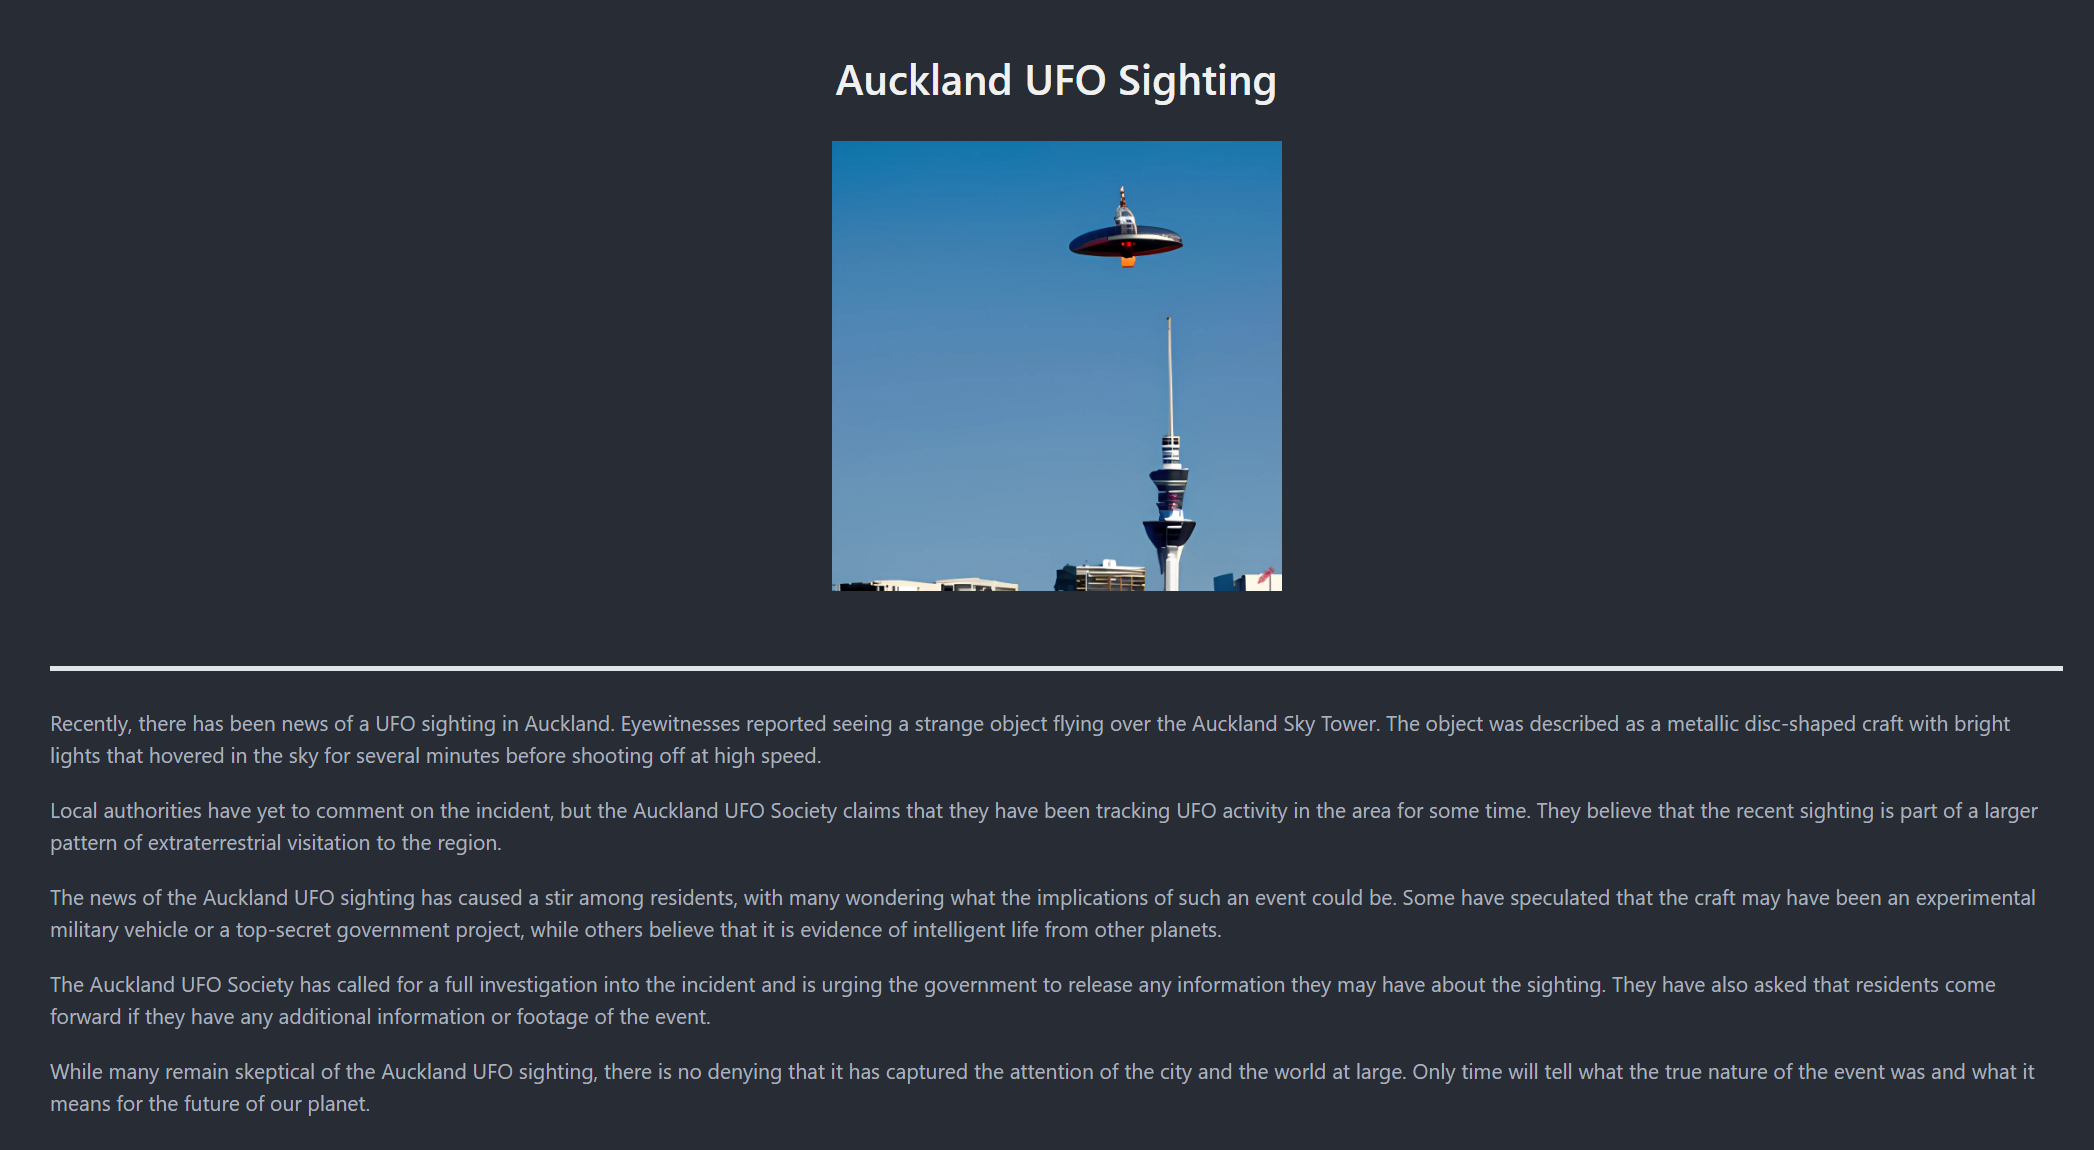 Auckland UFO Sighting
Recently, there has been news of a UFO sighting in Auckland. Eyewitnesses reported seeing a strange object flying over the Auckland Sky Tower. The object was described as a metallic disc-shaped craft with bright
lights that hovered in the sky for several minutes before shooting off at high speed.
Local authorities have yet to comment on the incident, but the Auckland UFO Society claims that they have been tracking UFO activity in the area for some time. They believe that the recent sighting is part of a larger
pattern of extraterrestrial visitation to the region.
The news of the Auckland UFO sighting has caused a stir among residents, with many wondering what the implications of such an event could be. Some have speculated that the craft may have been an experimental
military vehicle or a top-secret government project, while others believe that it is evidence of intelligent life from other planets.
The Auckland UFO Society has called for a full investigation into the incident and is urging the government to release any information they may have about the sighting. They have also asked that residents come
forward if they have any additional information or footage of the event.
While many remain skeptical of the Auckland UFO sighting, there is no denying that it has captured the attention of the city and the world at large. Only time will tell what the true nature of the event was and what it
means for the future of our planet.